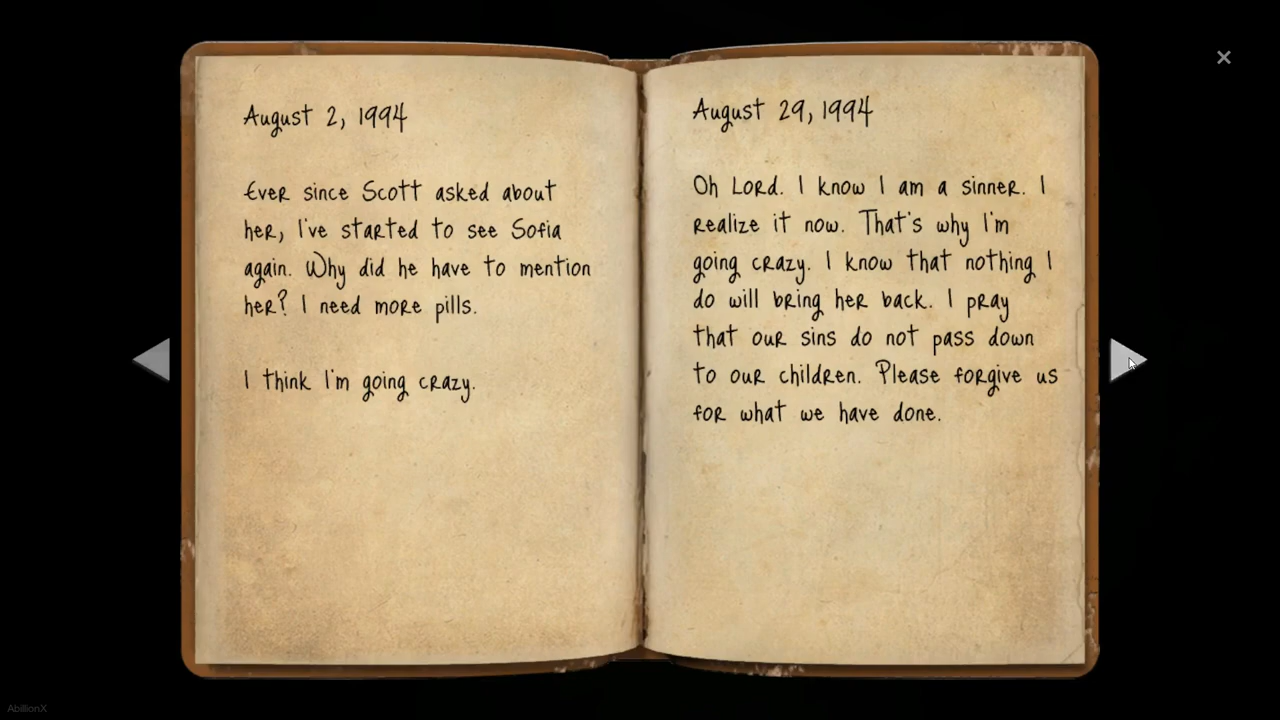 August 2, 1994
Ever since Scott asked about
her, I've started to see Sofia
again. Why did he have to mention
her? I need more pills.
I think I'm going crazy.
August 29, 1994
Oh Lord. I know I am a sinner. I
realize it now. That's why I'm
going crazy. I know that nothing I
do will bring her back. I pray
that our sins do not pass down
to our children. Please forgive us
for what we have done.
AbillionX